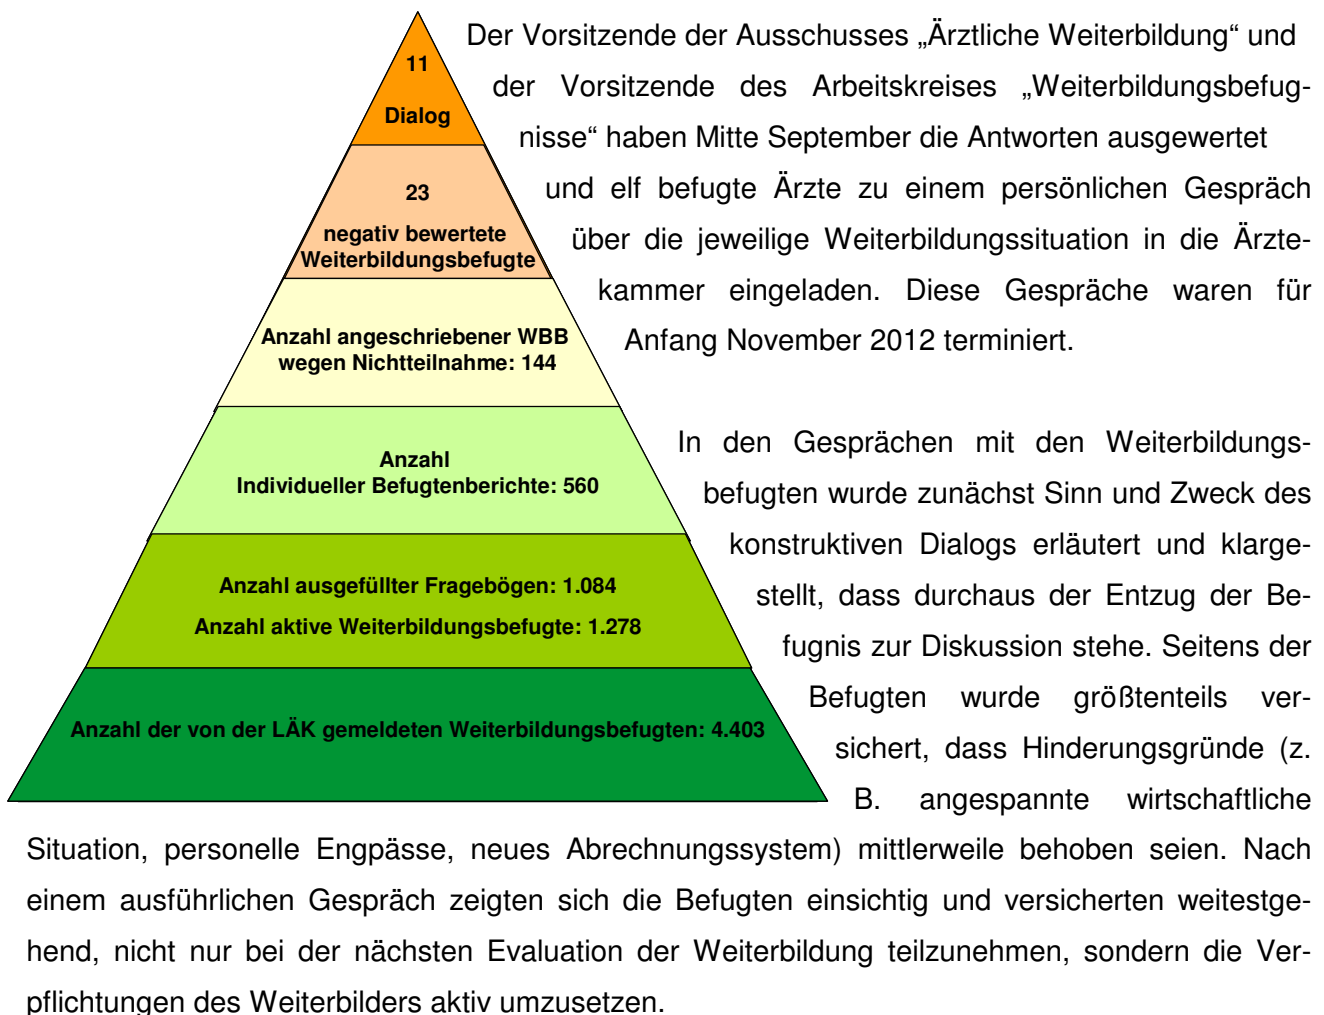 11
Dialog
23
negativ bewertete
Weiterbildungsbefugte
Anzahl angeschriebener WBB
wegen Nichtteilnahme: 144
Anzahl
Individueller Befugtenberichte: 560
Anzahl ausgefüllter Fragebögen: 1.084
Anzahl aktive Weiterbildungsbefugte: 1.278
Anzahl der von der LÄK gemeldeten Weiterbildungsbefugten: 4.403
Der Vorsitzende der Ausschusses „Ärztliche Weiterbildung“ und
der Vorsitzende des Arbeitskreises „Weiterbildungsbefug-
nisse“ haben Mitte September die Antworten ausgewertet
und elf befugte Ärzte zu einem persönlichen Gespräch
über die jeweilige Weiterbildungssituation in die Ärzte-
kammer eingeladen. Diese Gespräche waren für
Anfang November 2012 terminiert.
In den Gesprächen mit den Weiterbildungs-
befugten wurde zunächst Sinn und Zweck des
konstruktiven Dialogs erläutert und klarge-
stellt, dass durchaus der Entzug der Be-
fugnis zur Diskussion stehe. Seitens der
Befugten wurde größtenteils ver-
sichert, dass Hinderungsgründe (z.
B. angespannte wirtschaftliche
Situation, personelle Engpässe, neues Abrechnungssystem) mittlerweile behoben seien. Nach
einem ausführlichen Gespräch zeigten sich die Befugten einsichtig und versicherten weitestge-
hend, nicht nur bei der nächsten Evaluation der Weiterbildung teilzunehmen, sondern die Ver-
pflichtungen des Weiterbilders aktiv umzusetzen.